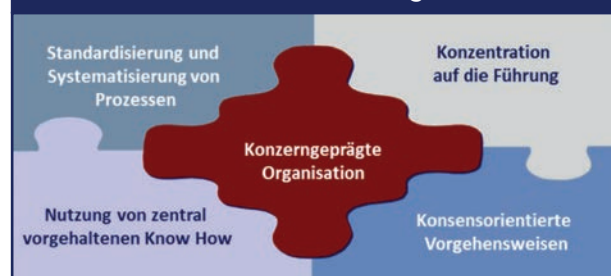 Standardisierung und
Systematisierung von
Prozessen
Konzentration
auf die Führung
Konzerngeprägte
Organisation
Nutzung von zentral
vorgehaltenen Know How
Konsensorientierte
Vorgehensweisen